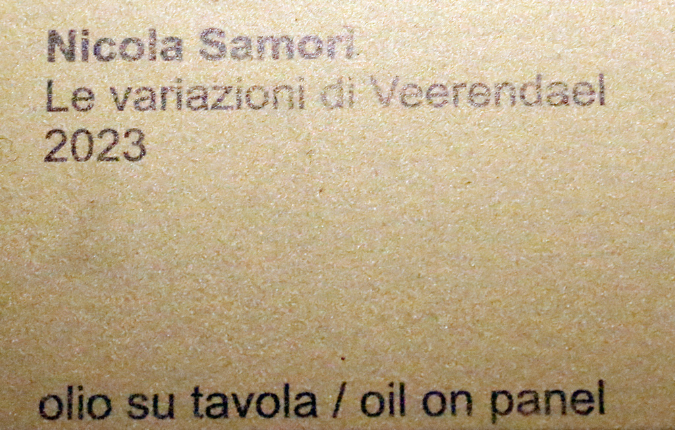 Nicola Samorì
Le variazioni di Veerendael
2023
olio su tavola / oil on panel